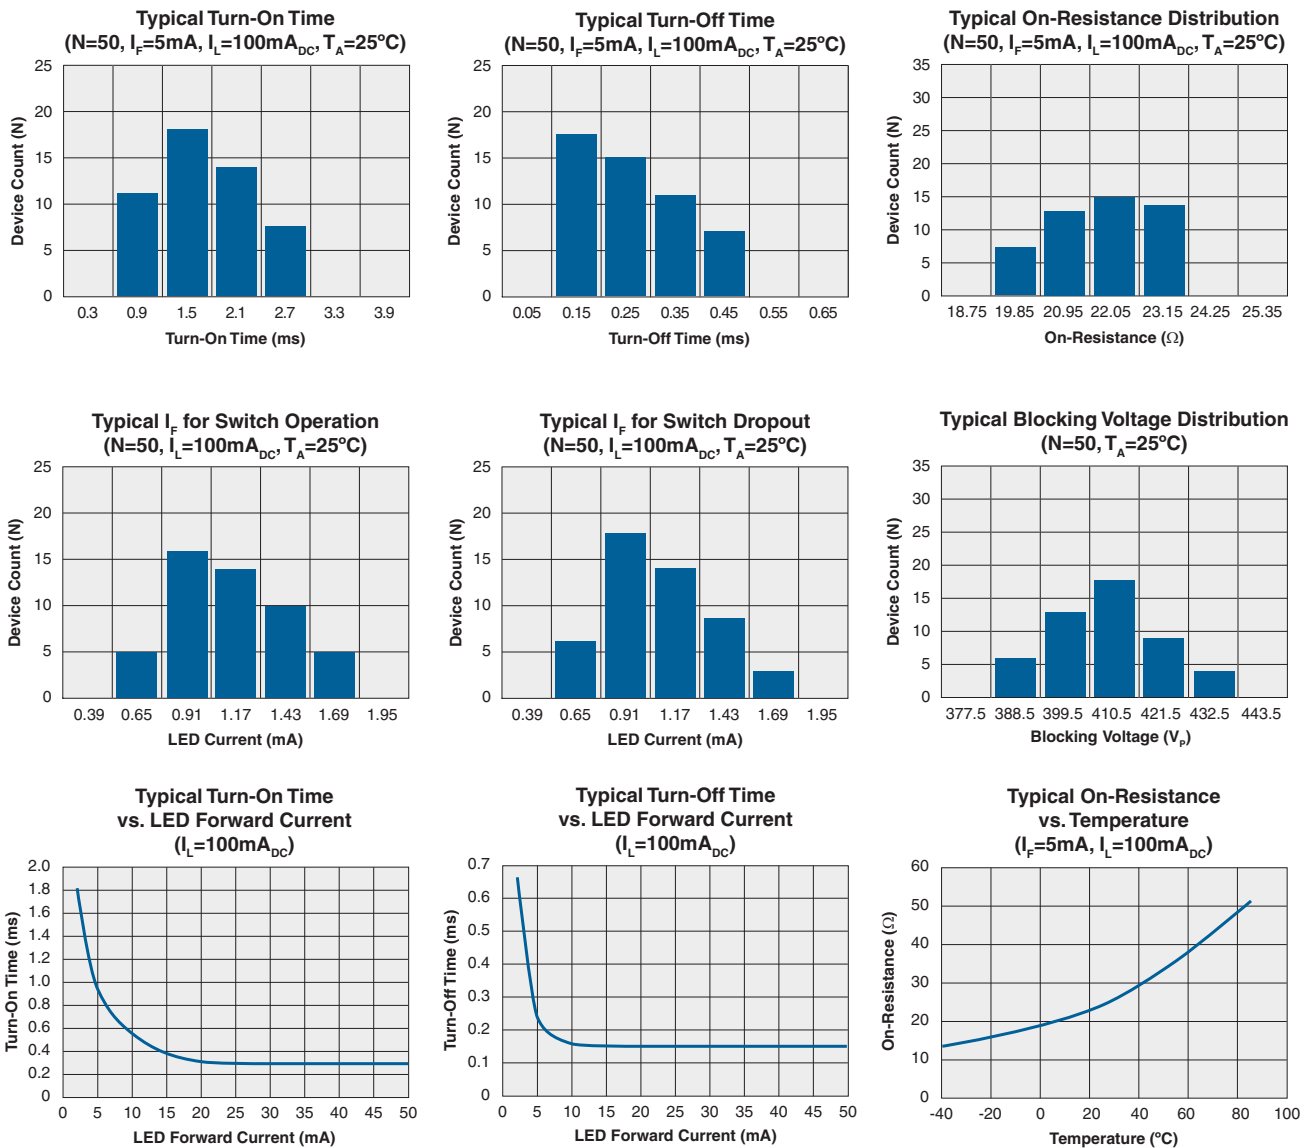 Typical Turn-On Time
(N=50, IF=5mA, IL=100mADC, TA=25ºC)
25
20
15
10
5
0
Device Count (N)
0.3 0.9 1.5 2.1 2.7 3.3 3.9
Turn-On Time (ms)
Typical Turn-Off Time
(N=50, IF=5mA, IL=100mADC, TA=25ºC)
25
20
15
10
5
0
Device Count (N)
0.05 0.15 0.25 0.35 0.45 0.55 0.65
Turn-Off Time (ms)
Typical On-Resistance Distribution
(N=50, IF=5mA, IL=100mADC, TA=25ºC)
35
30
25
20
15
10
5
0
Device Count (N)
18.75 19.85 20.95 22.05 23.15 24.25 25.35
On-Resistance (Ω)
Typical IF for Switch Operation
(N=50, IL=100mADC, TA=25ºC)
25
20
15
10
5
0
Device Count (N)
0.39 0.65 0.91 1.17 1.43 1.69 1.95
LED Current (mA)
Typical IF for Switch Dropout
(N=50, IL=100mADC, TA=25ºC)
25
20
15
10
5
0
Device Count (N)
0.39 0.65 0.91 1.17 1.43 1.69 1.95
LED Current (mA)
Typical Blocking Voltage Distribution
(N=50, TA=25ºC)
35
30
25
20
15
10
5
0
Device Count (N)
377.5 388.5 399.5 410.5 421.5 432.5 443.5
Blocking Voltage (VP)
Typical Turn-On Time
vs. LED Forward Current
(IL=100mADC)
2.0
1.8
1.6
1.4
1.2
1.0
0.8
0.6
0.4
0.2
0
Turn-On Time (ms)
0 5 10 15 20 25 30 35 40 45 50
LED Forward Current (mA)
Typical Turn-Off Time
vs. LED Forward Current
(IL=100mADC)
0.7
0.6
0.5
0.4
0.3
0.2
0.1
0
Turn-Off Time (ms)
0 5 10 15 20 25 30 35 40 45 50
LED Forward Current (mA)
Typical On-Resistance
vs. Temperature
(IF=5mA, IL=100mADC)
60
50
40
30
20
10
0
On-Resistance (Ω)
-40 -20 0 20 40 60 80 100
Temperature (ºC)